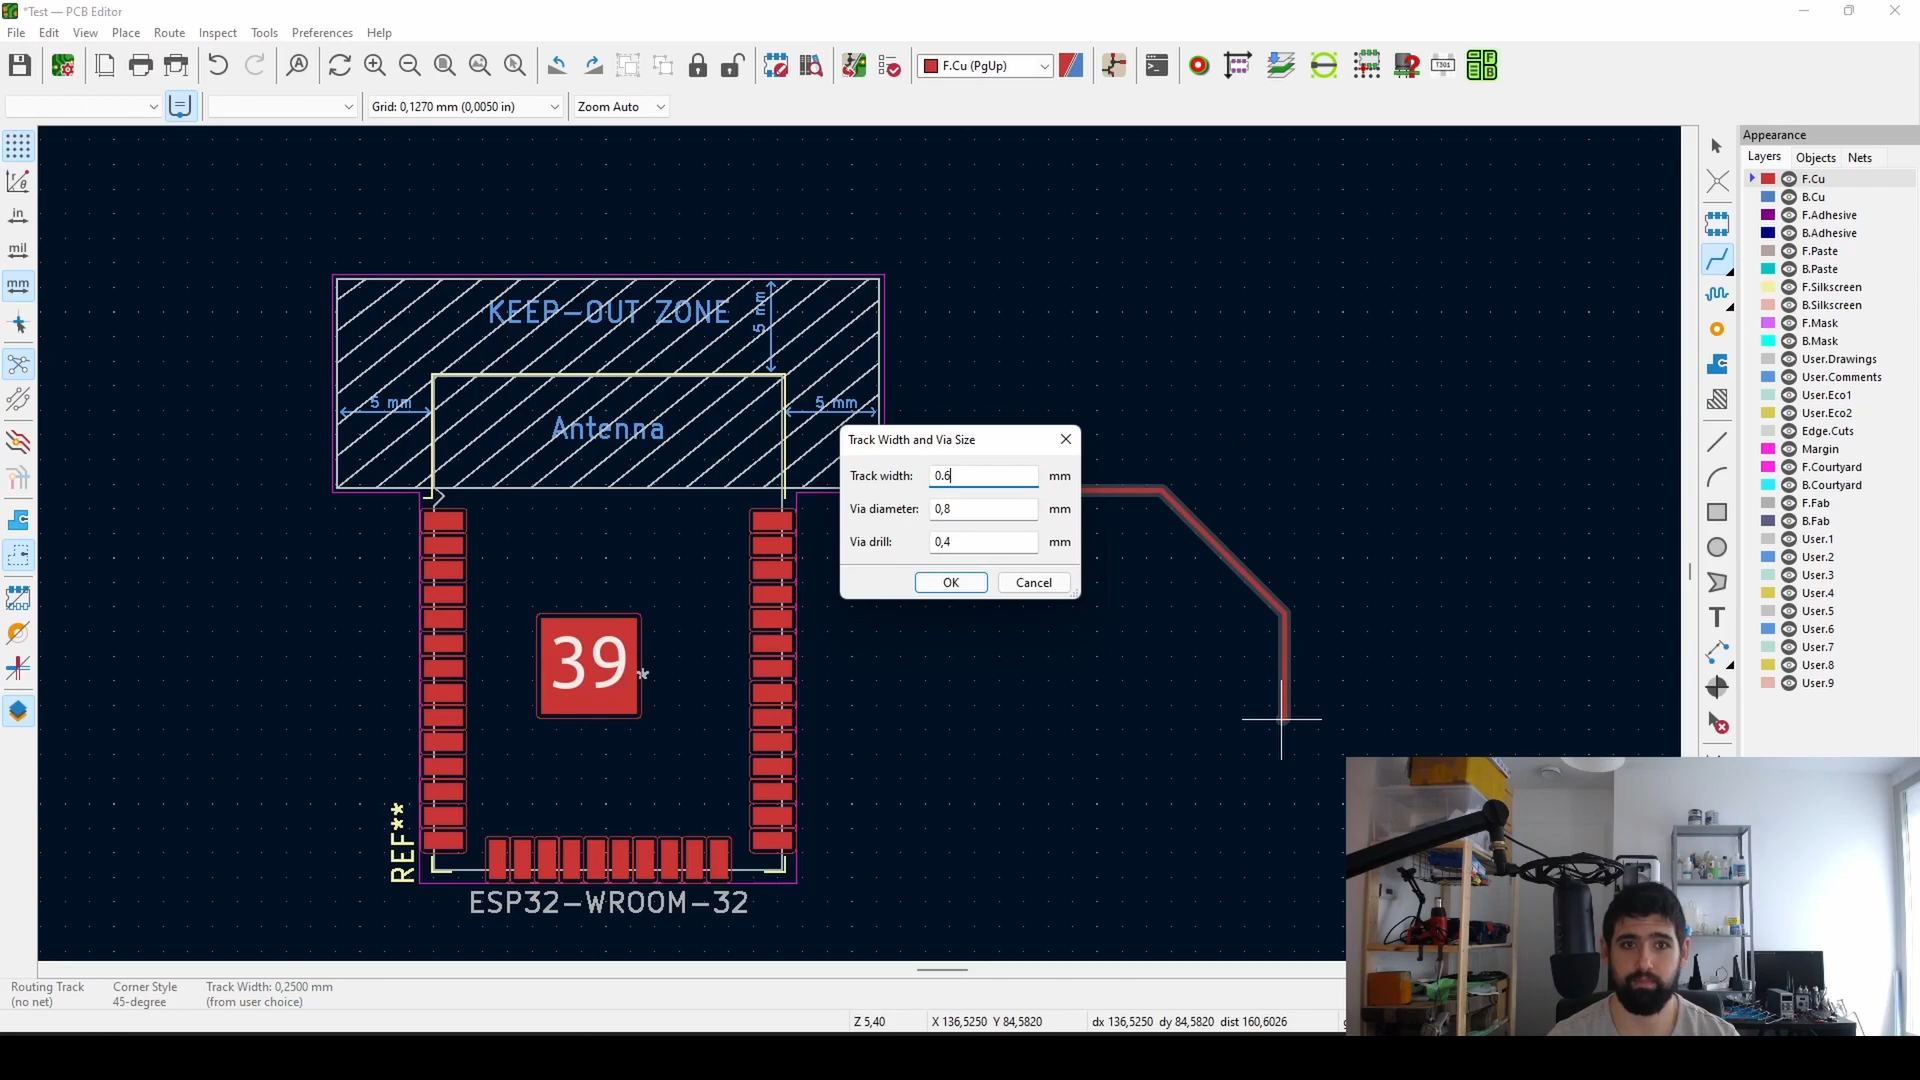 *Test — PCB Editor
File Edit View Place Route Inspect Tools Preferences Help
F.Cu (PgUp)
Grid: 0,1270 mm (0,0050 in)
Zoom Auto
in
mil
mm
KEEP-OUT ZONE
5 mm
5 mm
5 mm
Antenna
39
*
REF**
ESP32-WROOM-32
Track Width and Via Size
Track width: 0.6 mm
Via diameter: 0,8 mm
Via drill: 0,4 mm
OK Cancel
Appearance
Layers Objects Nets
F.Cu
B.Cu
F.Adhesive
B.Adhesive
F.Paste
B.Paste
F.Silkscreen
B.Silkscreen
F.Mask
B.Mask
User.Drawings
User.Comments
User.Eco1
User.Eco2
Edge.Cuts
Margin
F.Courtyard
B.Courtyard
F.Fab
B.Fab
User.1
User.2
User.3
User.4
User.5
User.6
User.7
User.8
User.9
Routing Track Corner Style Track Width: 0,2500 mm
(no net) 45-degree (from user choice)
Z 5,40 X 136,5250 Y 84,5820 dx 136,5250 dy 84,5820 dist 160,6026